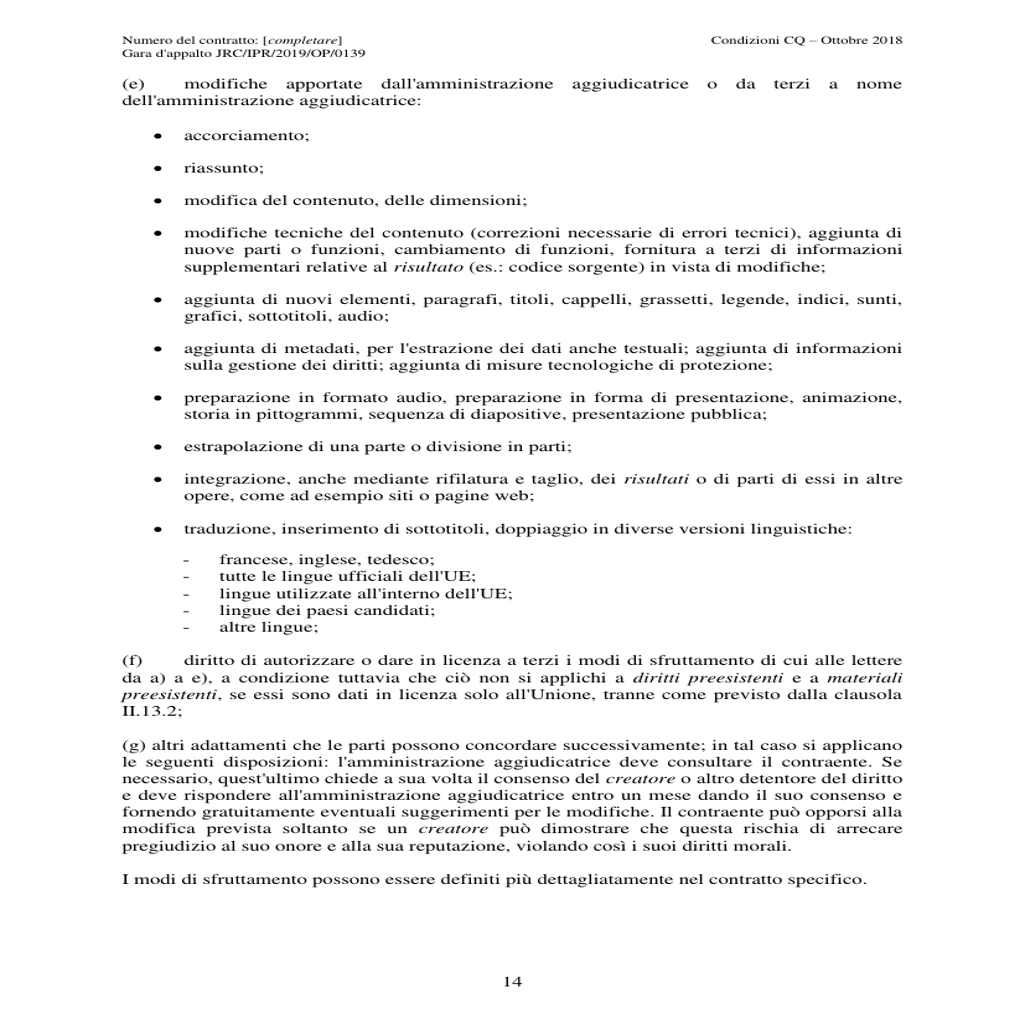 Numero del contratto: [completare]
Condizioni CQ – Ottobre 2018
Gara d'appalto JRC/IPR/2019/OP/0139
(e) modifiche apportate dall'amministrazione aggiudicatrice o da terzi a nome
dell'amministrazione aggiudicatrice:
• accorciamento;
• riassunto;
• modifica del contenuto, delle dimensioni;
• modifiche tecniche del contenuto (correzioni necessarie di errori tecnici), aggiunta di
nuove parti o funzioni, cambiamento di funzioni, fornitura a terzi di informazioni
supplementari relative al risultato (es.: codice sorgente) in vista di modifiche;
• aggiunta di nuovi elementi, paragrafi, titoli, cappelli, grassetti, legende, indici, sunti,
grafici, sottotitoli, audio;
• aggiunta di metadati, per l'estrazione dei dati anche testuali; aggiunta di informazioni
sulla gestione dei diritti; aggiunta di misure tecnologiche di protezione;
• preparazione in formato audio, preparazione in forma di presentazione, animazione,
storia in pittogrammi, sequenza di diapositive, presentazione pubblica;
• estrapolazione di una parte o divisione in parti;
• integrazione, anche mediante rifilatura e taglio, dei risultati o di parti di essi in altre
opere, come ad esempio siti o pagine web;
• traduzione, inserimento di sottotitoli, doppiaggio in diverse versioni linguistiche:
- francese, inglese, tedesco;
- tutte le lingue ufficiali dell'UE;
- lingue utilizzate all'interno dell'UE;
- lingue dei paesi candidati;
- altre lingue;
(f) diritto di autorizzare o dare in licenza a terzi i modi di sfruttamento di cui alle lettere
da a) a e), a condizione tuttavia che ciò non si applichi a diritti preesistenti e a materiali
preesistenti, se essi sono dati in licenza solo all'Unione, tranne come previsto dalla clausola
II.13.2;
(g) altri adattamenti che le parti possono concordare successivamente; in tal caso si applicano
le seguenti disposizioni: l'amministrazione aggiudicatrice deve consultare il contraente. Se
necessario, quest'ultimo chiede a sua volta il consenso del creatore o altro detentore del diritto
e deve rispondere all'amministrazione aggiudicatrice entro un mese dando il suo consenso e
fornendo gratuitamente eventuali suggerimenti per le modifiche. Il contraente può opporsi alla
modifica prevista soltanto se un creatore può dimostrare che questa rischia di arrecare
pregiudizio al suo onore e alla sua reputazione, violando così i suoi diritti morali.
I modi di sfruttamento possono essere definiti più dettagliatamente nel contratto specifico.
14